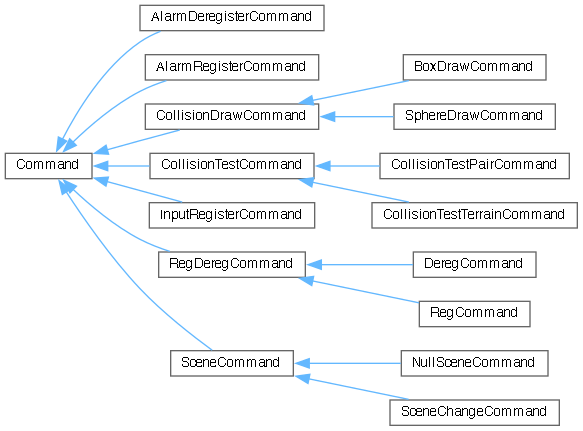 AlarmDeregisterCommand
AlarmRegisterCommand
BoxDrawCommand
CollisionDrawCommand
SphereDrawCommand
Command
CollisionTestCommand
CollisionTestPairCommand
InputRegisterCommand
CollisionTestTerrainCommand
RegDeregCommand
DeregCommand
RegCommand
SceneCommand
NullSceneCommand
SceneChangeCommand